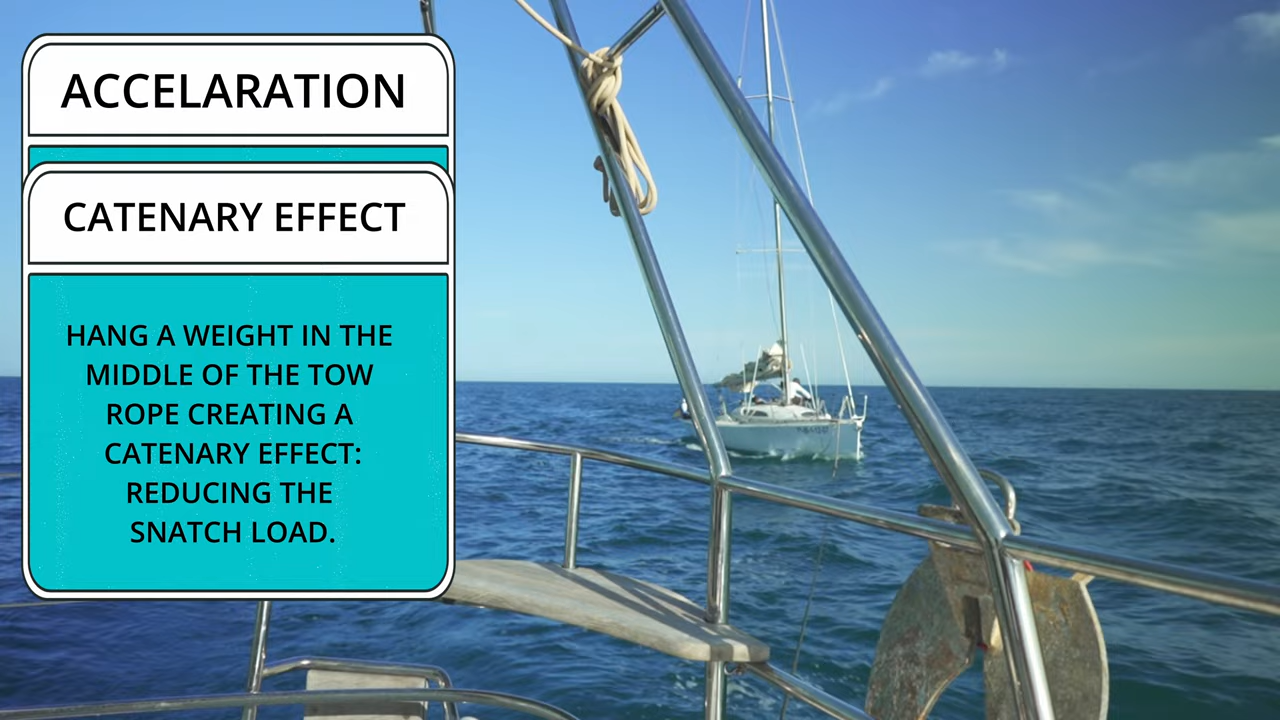 ACCELARATION
CATENARY EFFECT
HANG A WEIGHT IN THE
MIDDLE OF THE TOW
ROPE CREATING A
CATENARY EFFECT:
REDUCING THE
SNATCH LOAD.